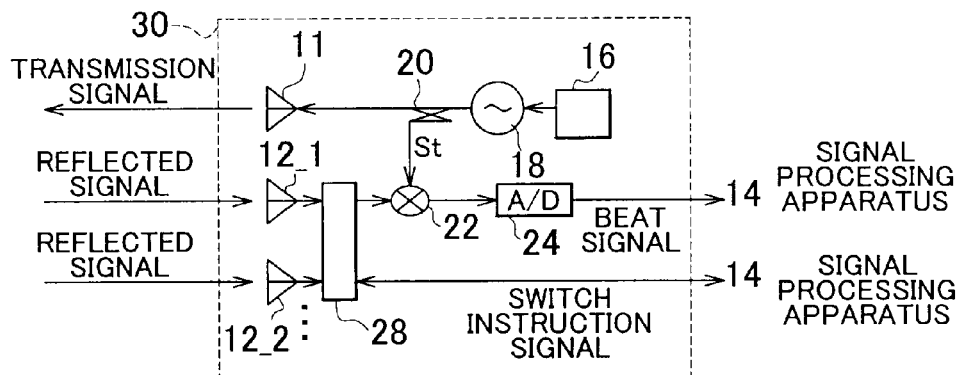 30
11
20
16
TRANSMISSION
SIGNAL
St
18
REFLECTED
SIGNAL
12_1
22
A/D
24
BEAT
SIGNAL
14
SIGNAL
PROCESSING
APPARATUS
REFLECTED
SIGNAL
12_2
28
SWITCH
INSTRUCTION
SIGNAL
14
SIGNAL
PROCESSING
APPARATUS